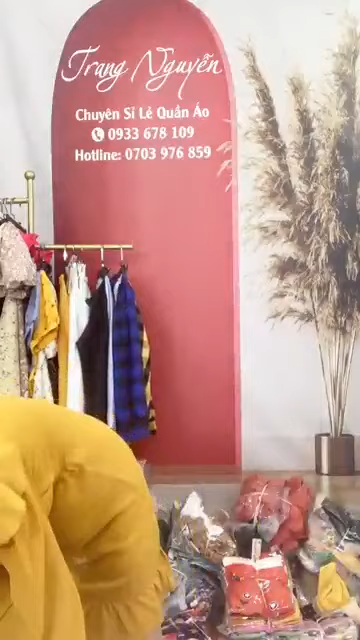 Trang Nguyễn
Chuyên Sỉ Lẻ Quần Áo
0933 678 109
Hotline: 0703 976 859